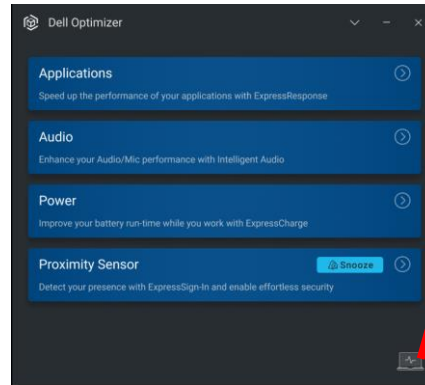 Dell Optimizer
Applications
Speed up the performance of your applications with ExpressResponse
Audio
Enhance your Audio/Mic performance with Intelligent Audio
Power
Improve your battery run-time while you work with ExpressCharge
Proximity Sensor
Snooze
Detect your presence with ExpressSign-In and enable effortless security